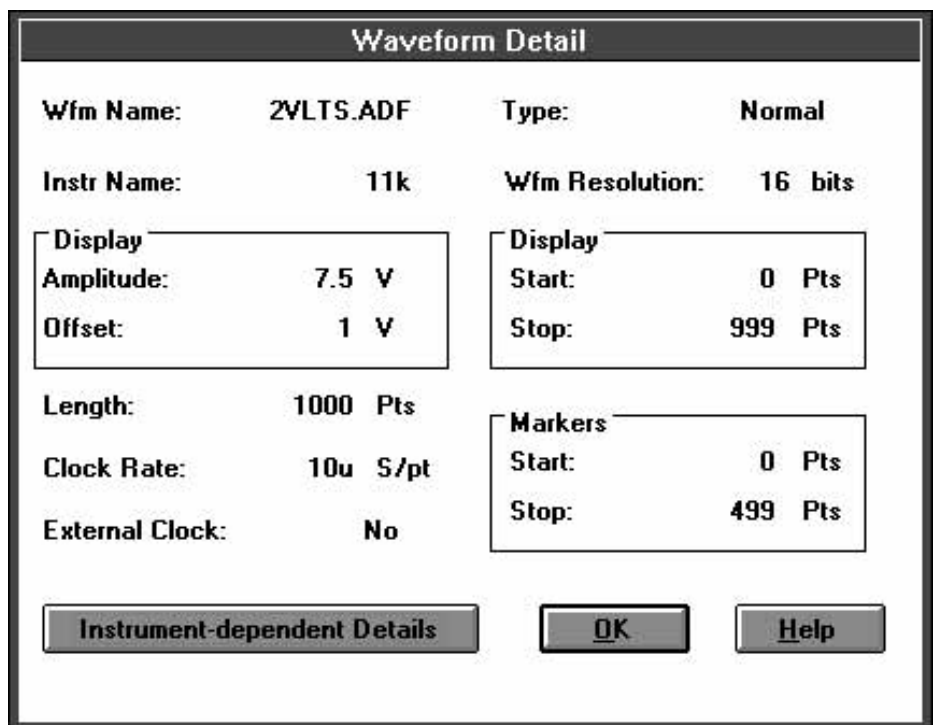 Waveform Detail
Wfm Name: 2VLTS.ADF
Type: Normal
Instr Name: 11k
Wfm Resolution: 16 bits
Display
Amplitude: 7.5 V
Offset: 1 V
Display
Start: 0 Pts
Stop: 999 Pts
Length: 1000 Pts
Clock Rate: 10u S/pt
External Clock: No
Markers
Start: 0 Pts
Stop: 499 Pts
Instrument-dependent Details
OK
Help